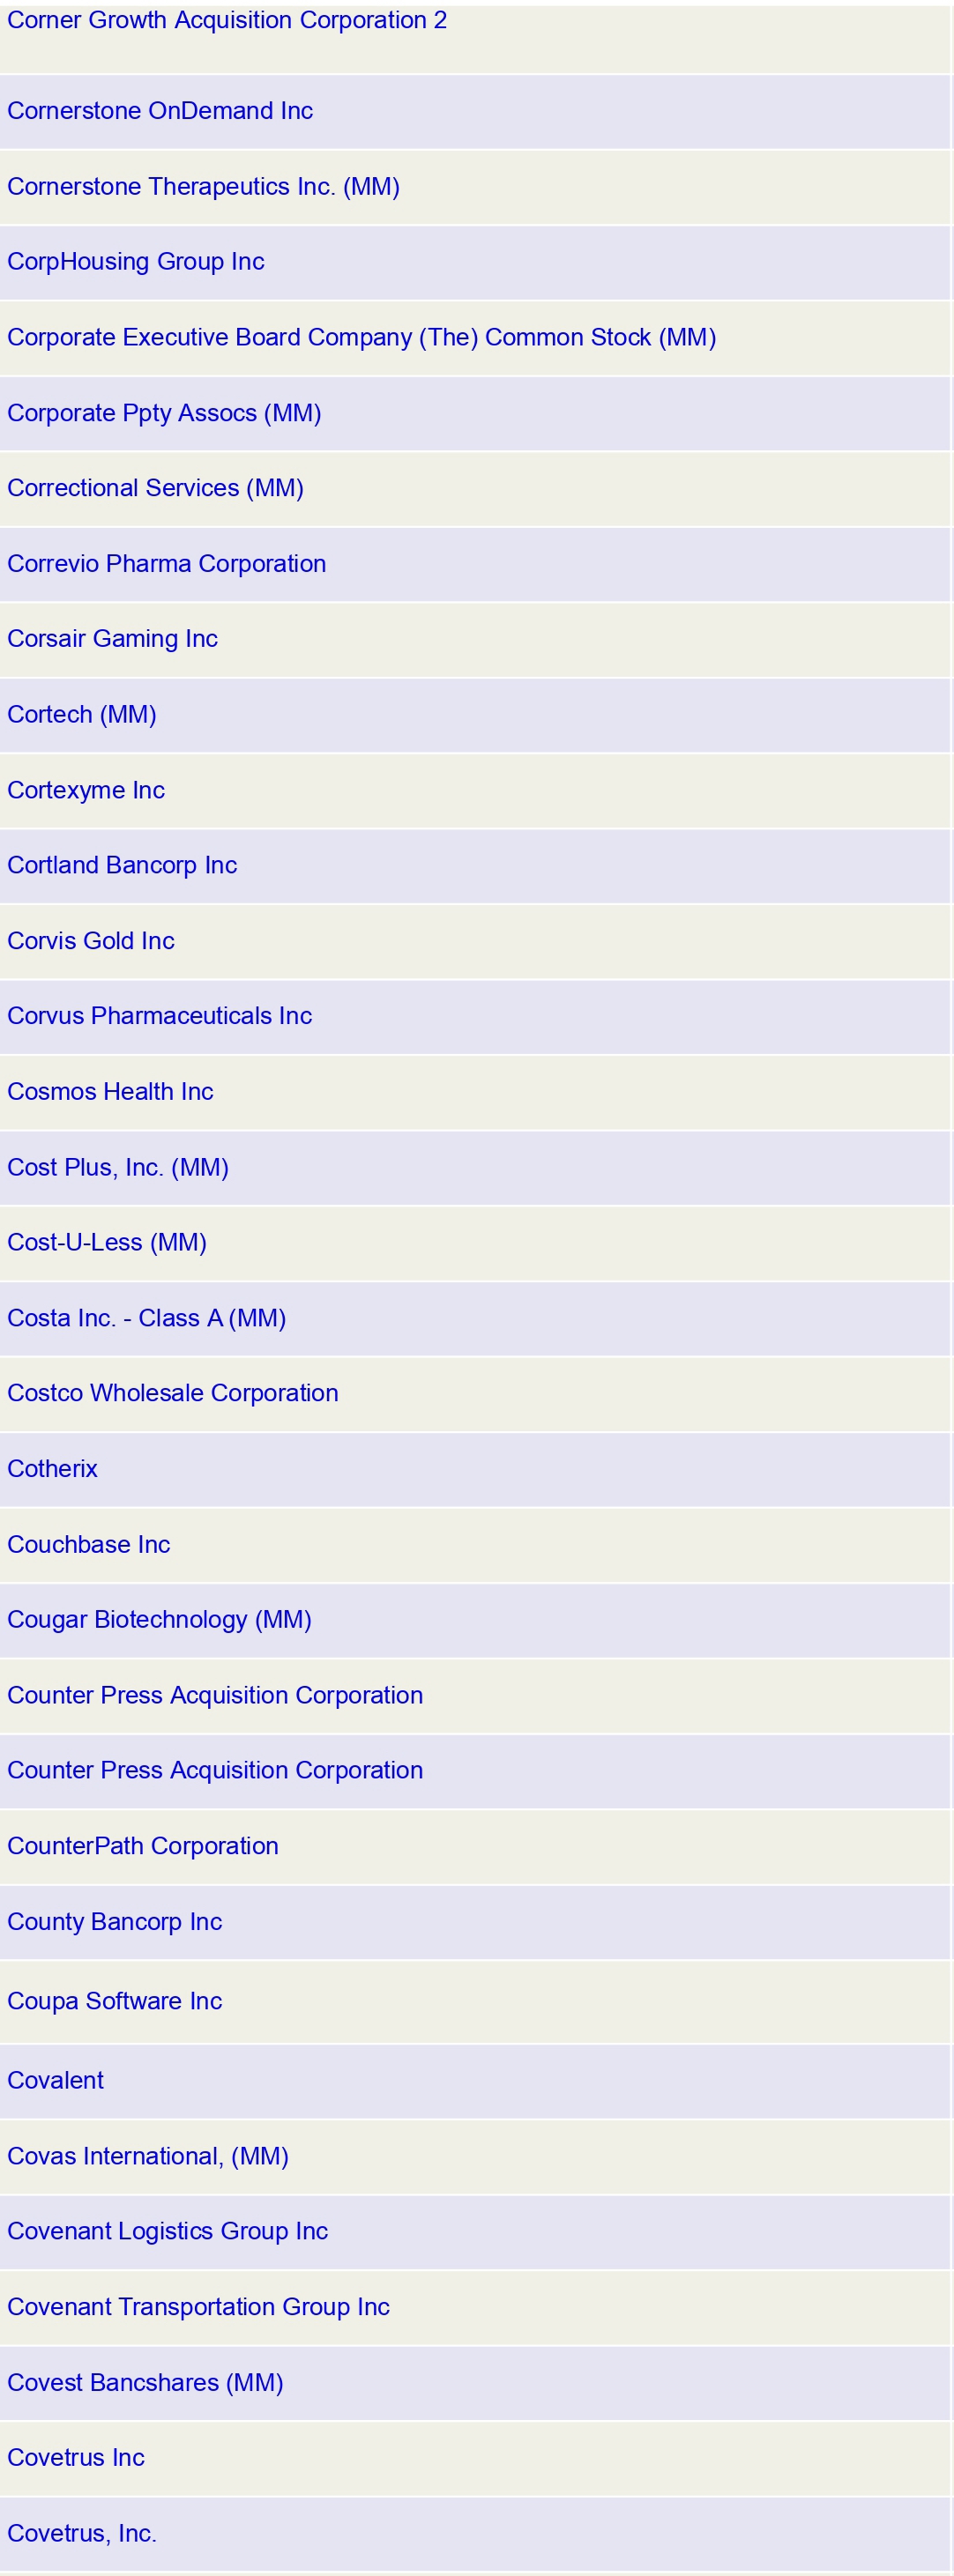 Corner Growth Acquisition Corporation 2
Cornerstone OnDemand Inc
Cornerstone Therapeutics Inc. (MM)
CorpHousing Group Inc
Corporate Executive Board Company (The) Common Stock (MM)
Corporate Ppty Assocs (MM)
Correctional Services (MM)
Correvio Pharma Corporation
Corsair Gaming Inc
Cortech (MM)
Cortexyme Inc
Cortland Bancorp Inc
Corvis Gold Inc
Corvus Pharmaceuticals Inc
Cosmos Health Inc
Cost Plus, Inc. (MM)
Cost-U-Less (MM)
Costa Inc. - Class A (MM)
Costco Wholesale Corporation
Cotherix
Couchbase Inc
Cougar Biotechnology (MM)
Counter Press Acquisition Corporation
Counter Press Acquisition Corporation
CounterPath Corporation
County Bancorp Inc
Coupa Software Inc
Covalent
Covas International, (MM)
Covenant Logistics Group Inc
Covenant Transportation Group Inc
Covest Bancshares (MM)
Covetrus Inc
Covetrus, Inc.